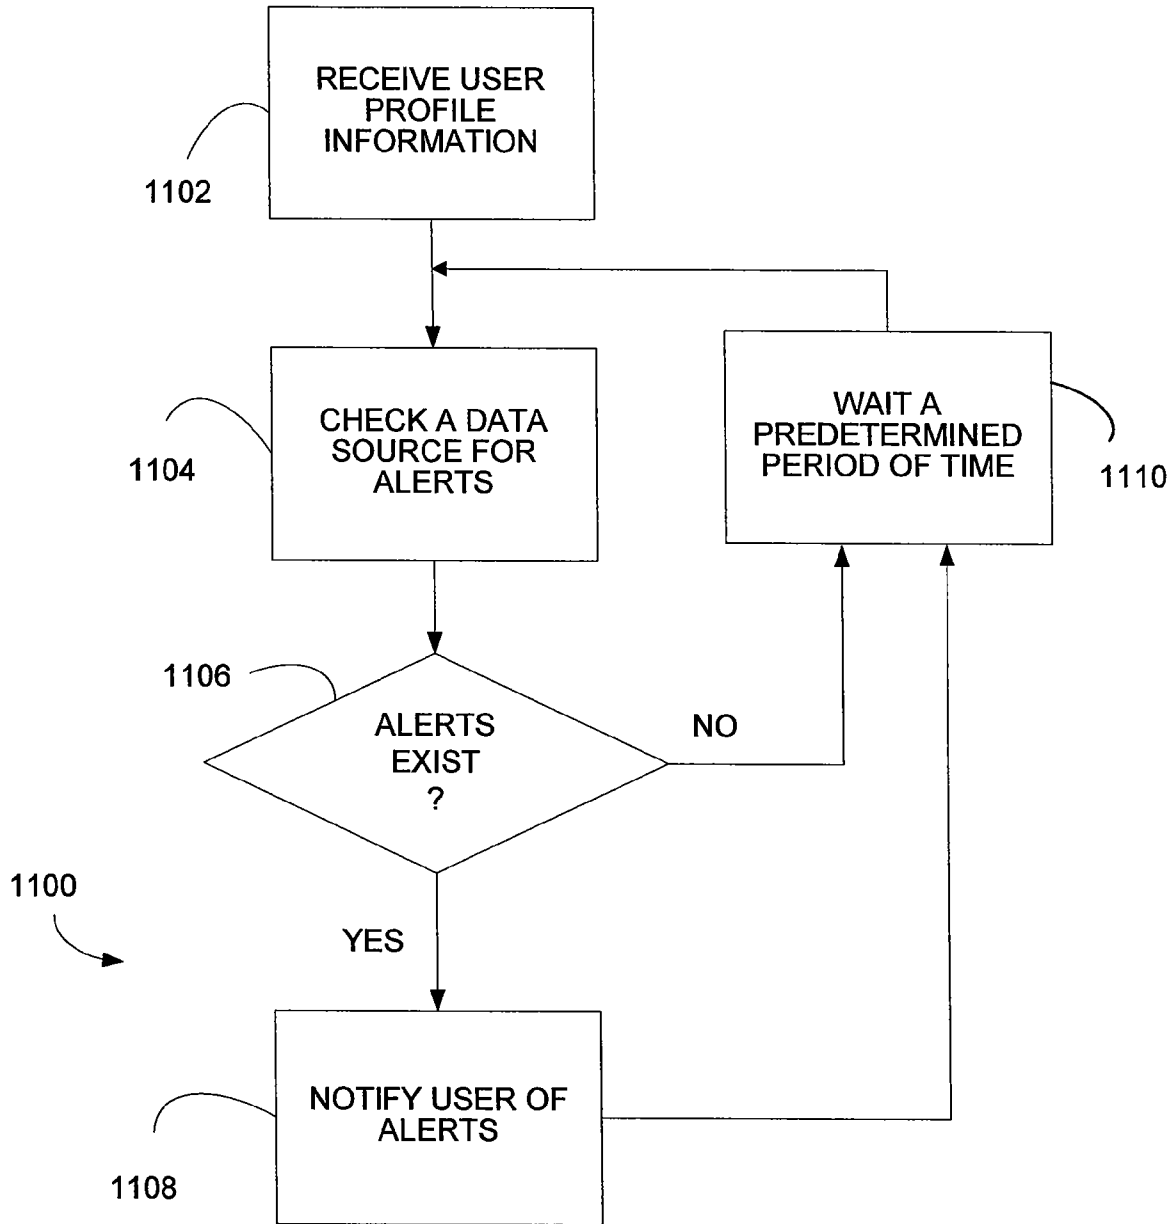 RECEIVE USER
PROFILE
INFORMATION
1102
CHECK A DATA
SOURCE FOR
ALERTS
1104
WAIT A
PREDETERMINED
PERIOD OF TIME
1110
1106
ALERTS
EXIST
?
NO
1100
YES
NOTIFY USER OF
ALERTS
1108